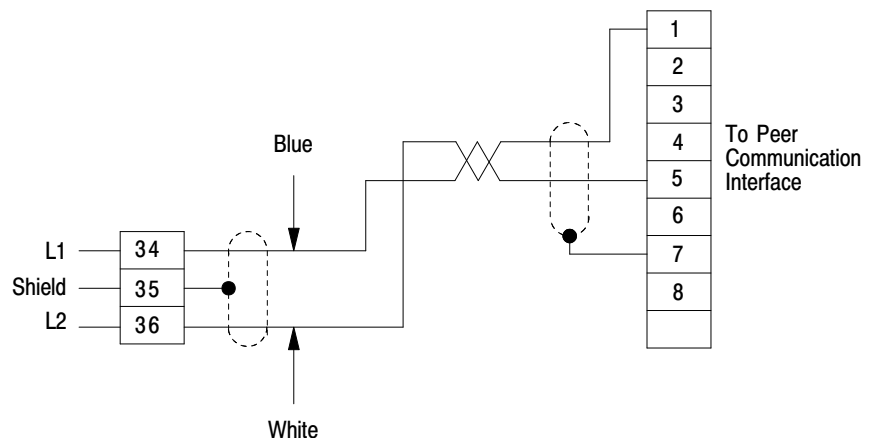 1
2
3
4
5
6
7
8
To Peer
Communication
Interface
Blue
L1
34
Shield
35
L2
36
White